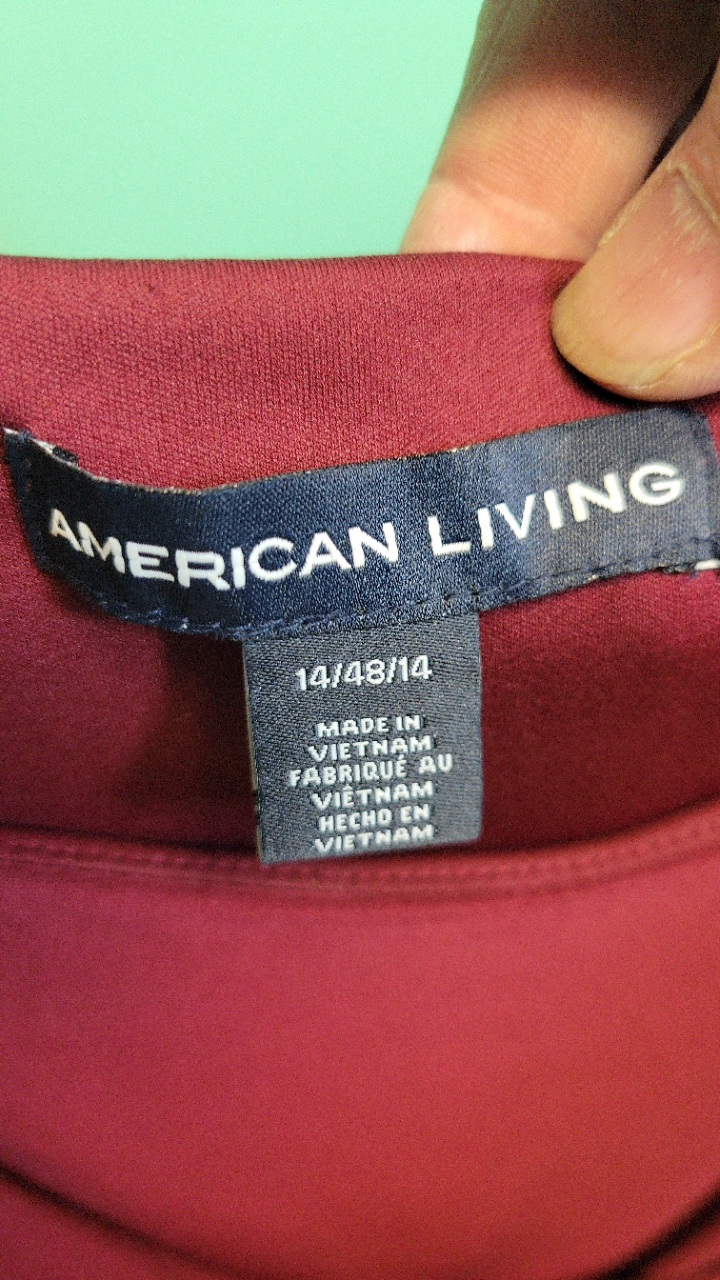 AMERICAN LIVING
14/48/14
MADE IN
VIETNAM
FABRIQUÉ AU
VIÊTNAM
HECHO EN
VIETNAM